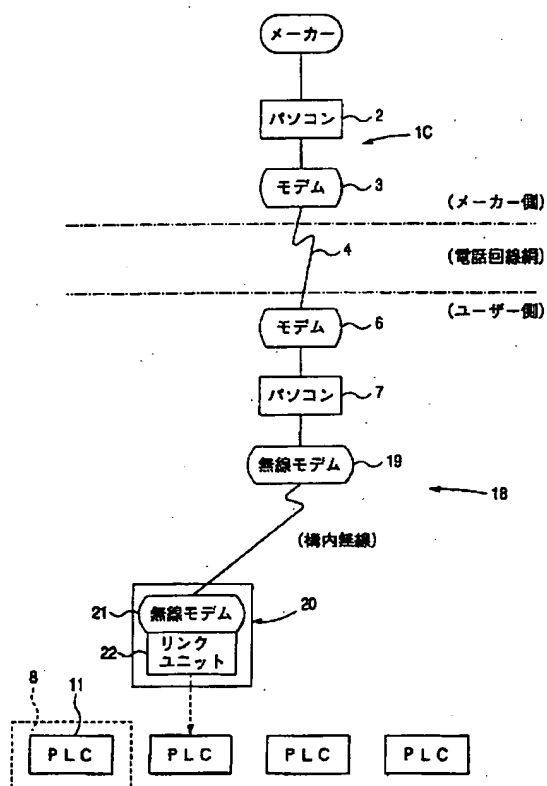 メーカー
パソコン 2
1C
モデム 3
(メーカー側)
4 (電話回線網)
(ユーザー側)
モデム 6
パソコン 7
無線モデム 19
18
(構内無線)
21 無線モデム 20
22 リンク
ユニット
8 11
PLC PLC PLC PLC